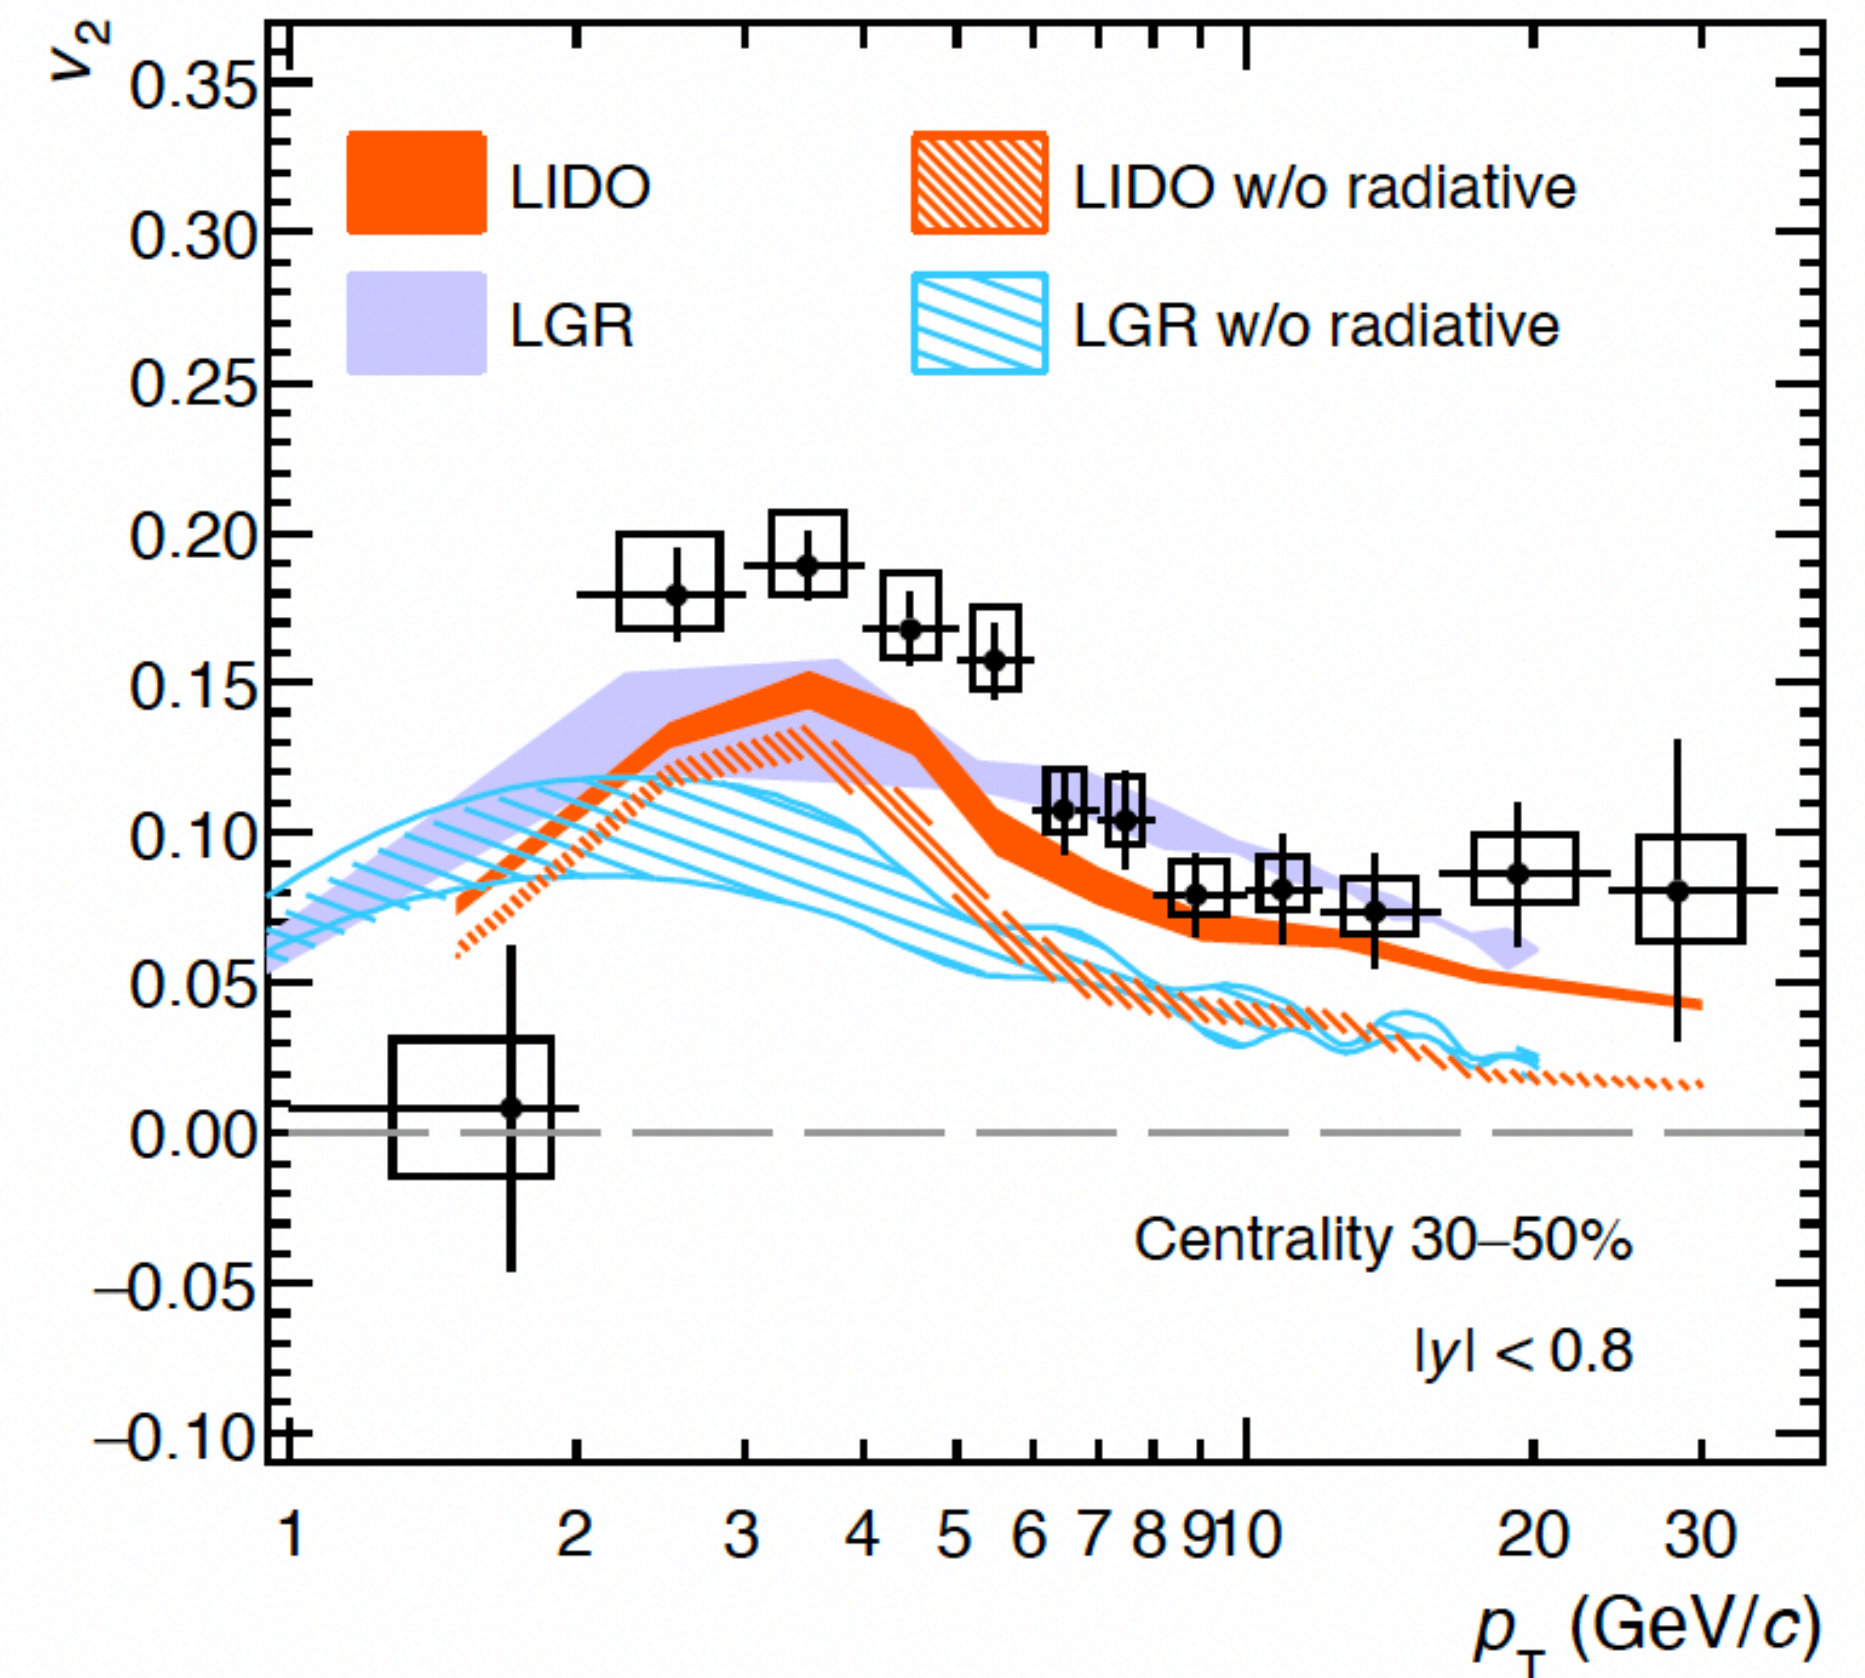 v2
0.35
0.30
0.25
0.20
0.15
0.10
0.05
0.00
–0.05
–0.10
LIDO
LIDO w/o radiative
LGR
LGR w/o radiative
Centrality 30–50%
|y| < 0.8
1 2 3 4 5 6 7 8 9 10 20 30
pT (GeV/c)